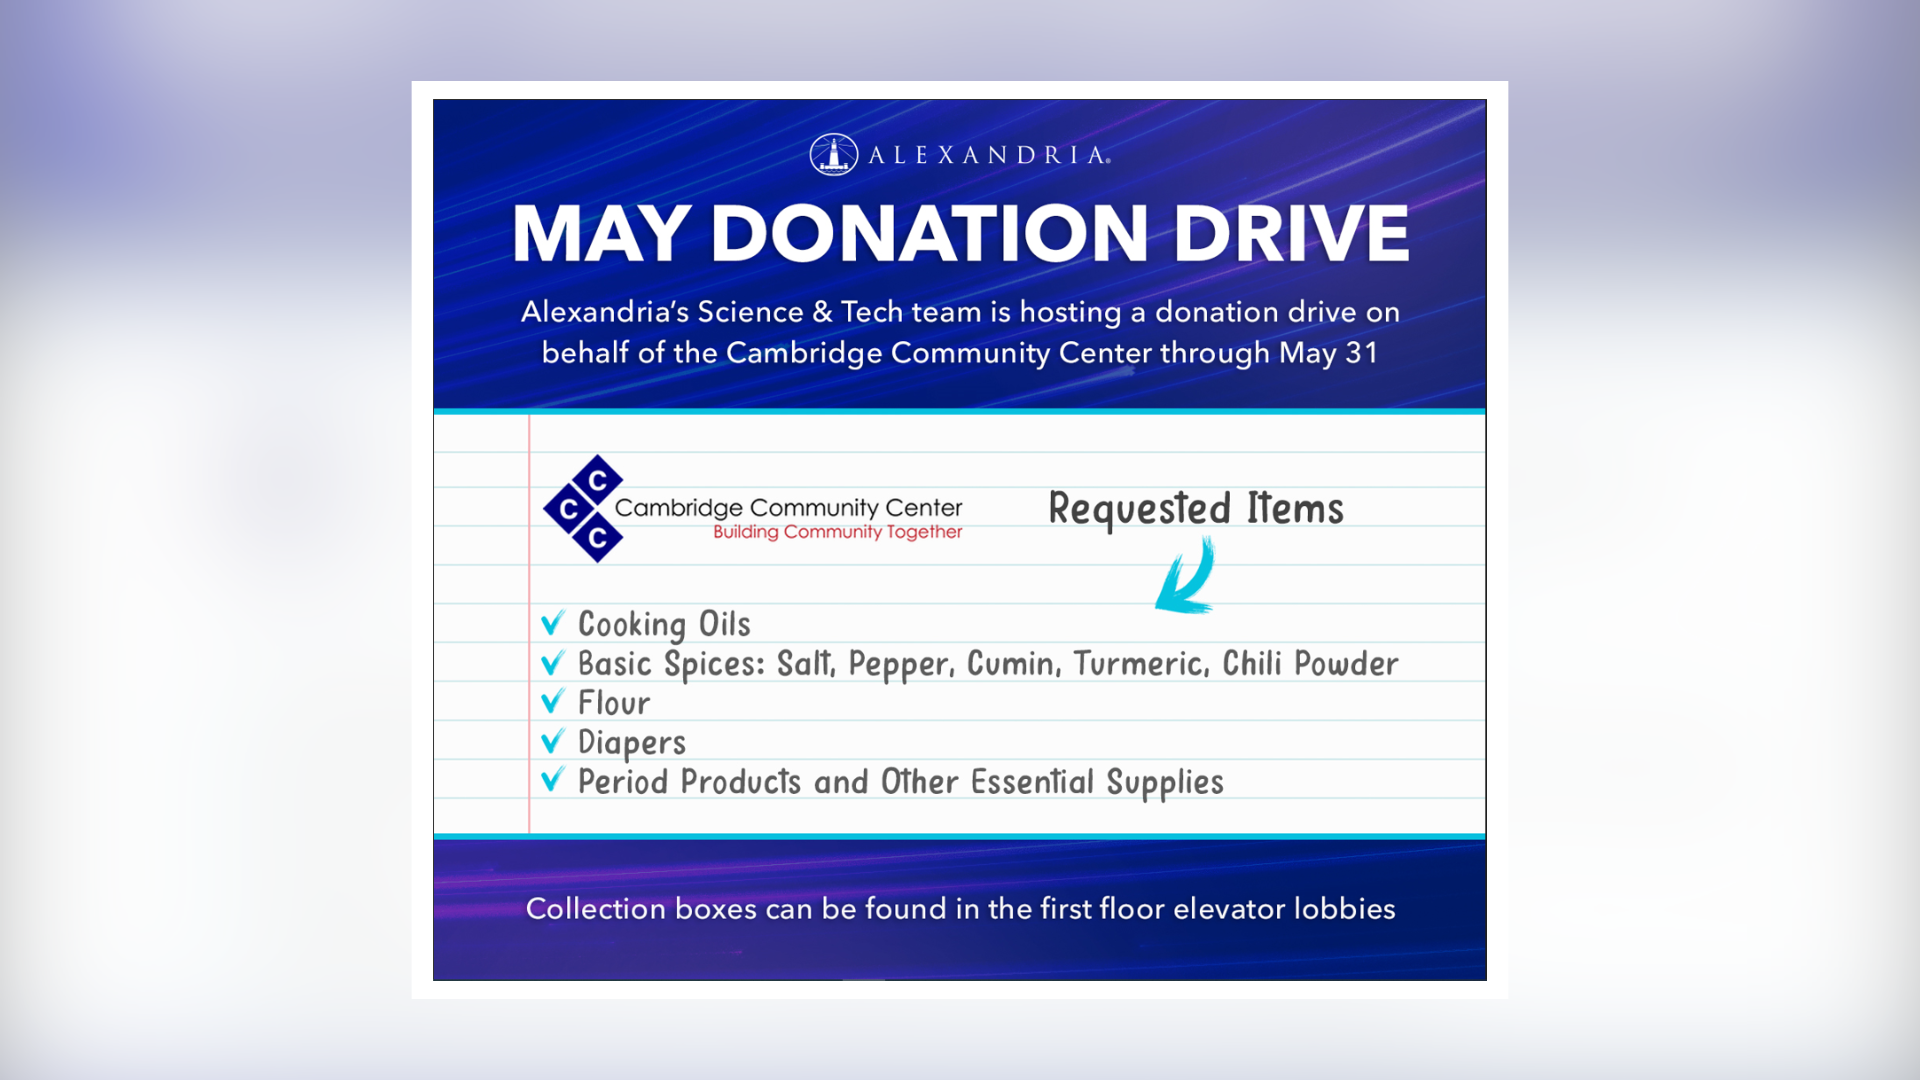 ALEXANDRIA®
MAY DONATION DRIVE
Alexandria's Science & Tech team is hosting a donation drive on
behalf of the Cambridge Community Center through May 31
C
C
C
Cambridge Community Center
Building Community Together
Requested Items
Cooking Oils
Basic Spices: Salt, Pepper, Cumin, Turmeric, Chili Powder
Flour
Diapers
Period Products and Other Essential Supplies
Collection boxes can be found in the first floor elevator lobbies